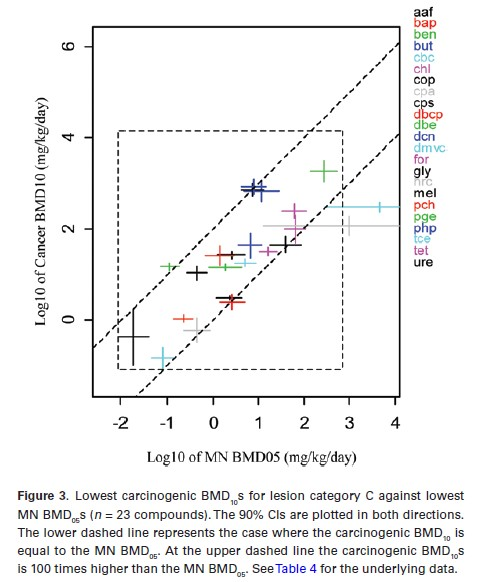 aaf
bap
ben
but
cbc
chl
cop
cpa
cps
dbcp
dbe
dcn
dmvc
for
gly
hrc
mel
pch
pge
php
tce
tet
ure
6
4
2
0
Log10 of Cancer BMD10 (mg/kg/day)
-2 -1 0 1 2 3 4
Log10 of MN BMD05 (mg/kg/day)
Figure 3. Lowest carcinogenic BMD10s for lesion category C against lowest
MN BMD05s (n = 23 compounds). The 90% CIs are plotted in both directions.
The lower dashed line represents the case where the carcinogenic BMD10 is
equal to the MN BMD05. At the upper dashed line the carcinogenic BMD10s
is 100 times higher than the MN BMD05. See Table 4 for the underlying data.